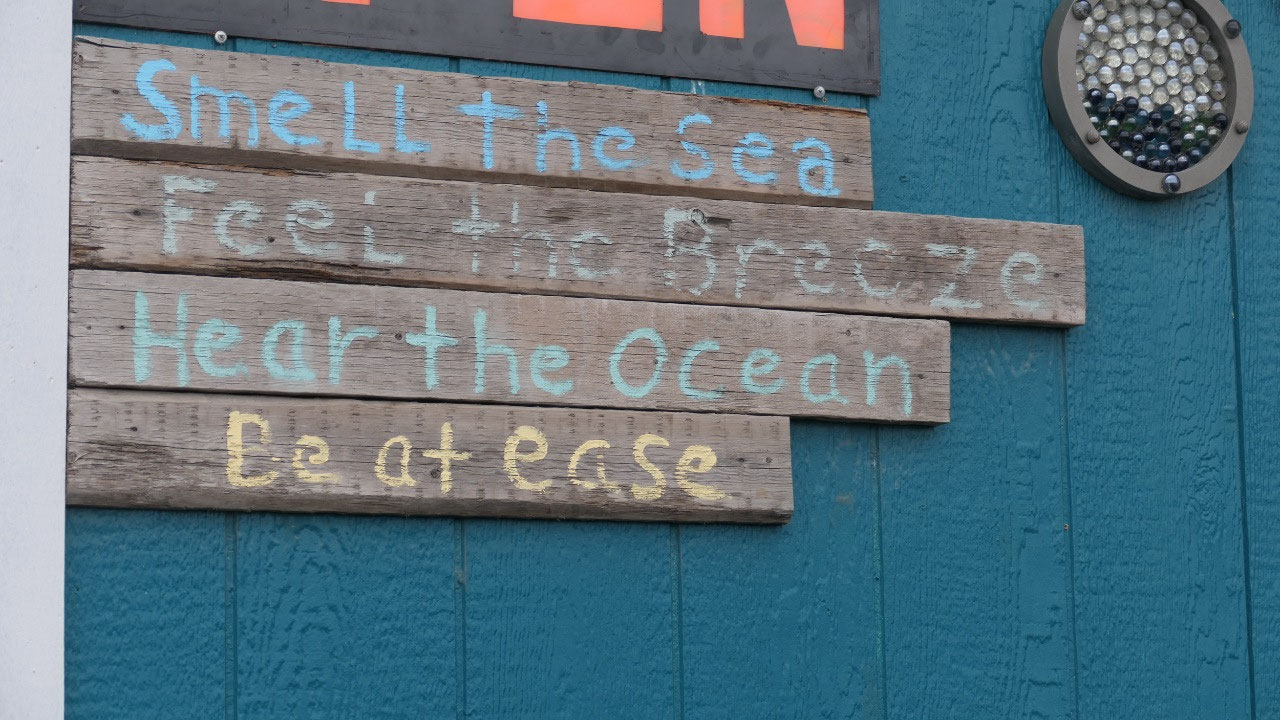 SmeLL the Sea
Feel the Breeze
Hear the Ocean
Be at ease